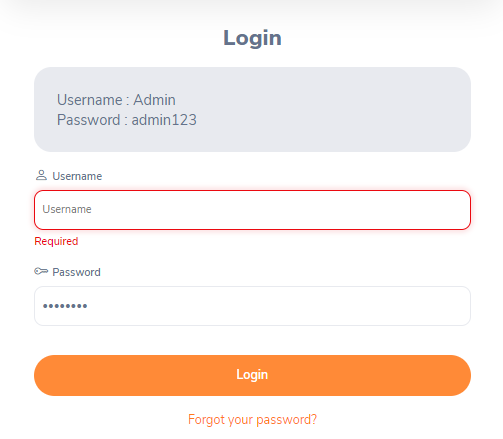 Login
Username : Admin
Password : admin123
Username
Username
Required
Password
••••••••
Login
Forgot your password?